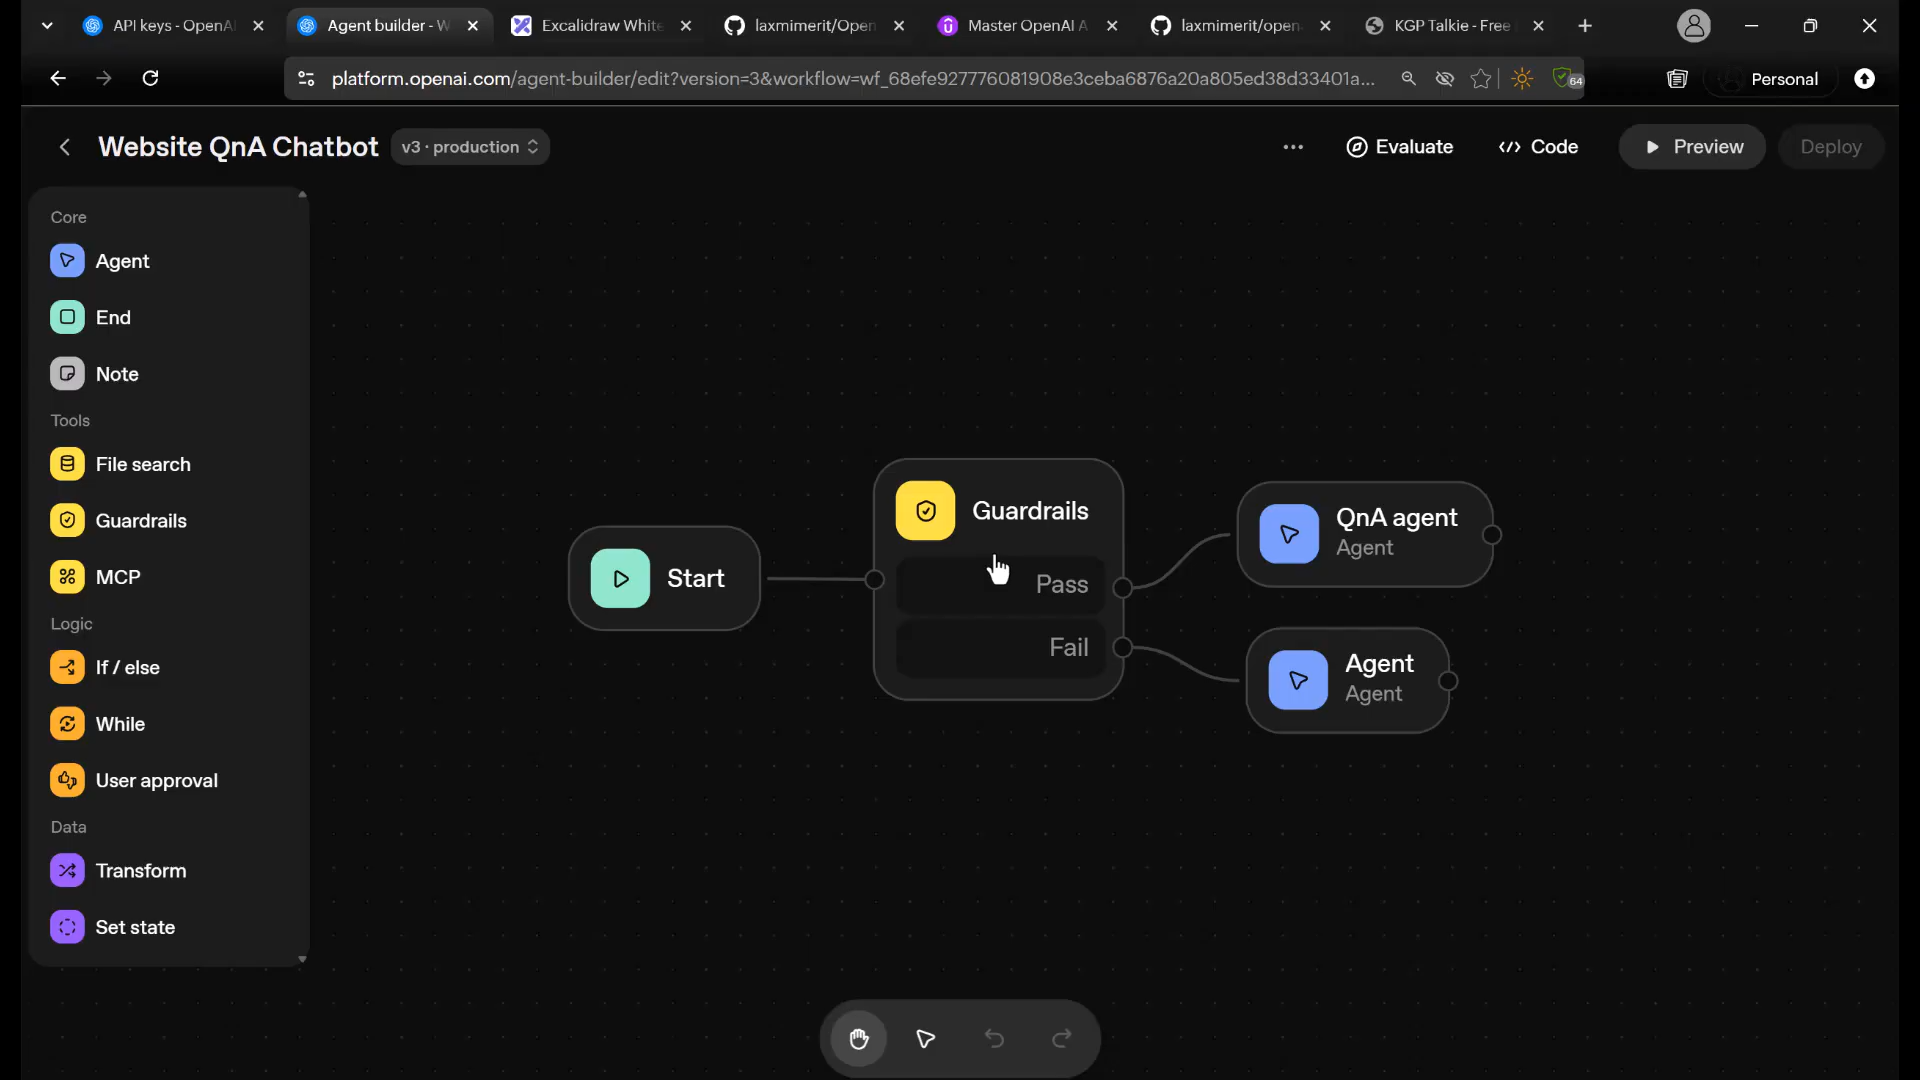 API keys - OpenAI
Agent builder - W
Excalidraw White
laxmimerit/Open
Master OpenAI A
laxmimerit/open
KGP Talkie - Free
platform.openai.com/agent-builder/edit?version=3&workflow=wf_68efe927776081908e3ceba6876a20a805ed38d33401a...
64
Personal
Website QnA Chatbot
v3 · production
Evaluate
Code
Preview
Deploy
Core
Agent
End
Note
Tools
File search
Guardrails
MCP
Logic
If / else
While
User approval
Data
Transform
Set state
Start
Guardrails
Pass
Fail
QnA agent
Agent
Agent
Agent